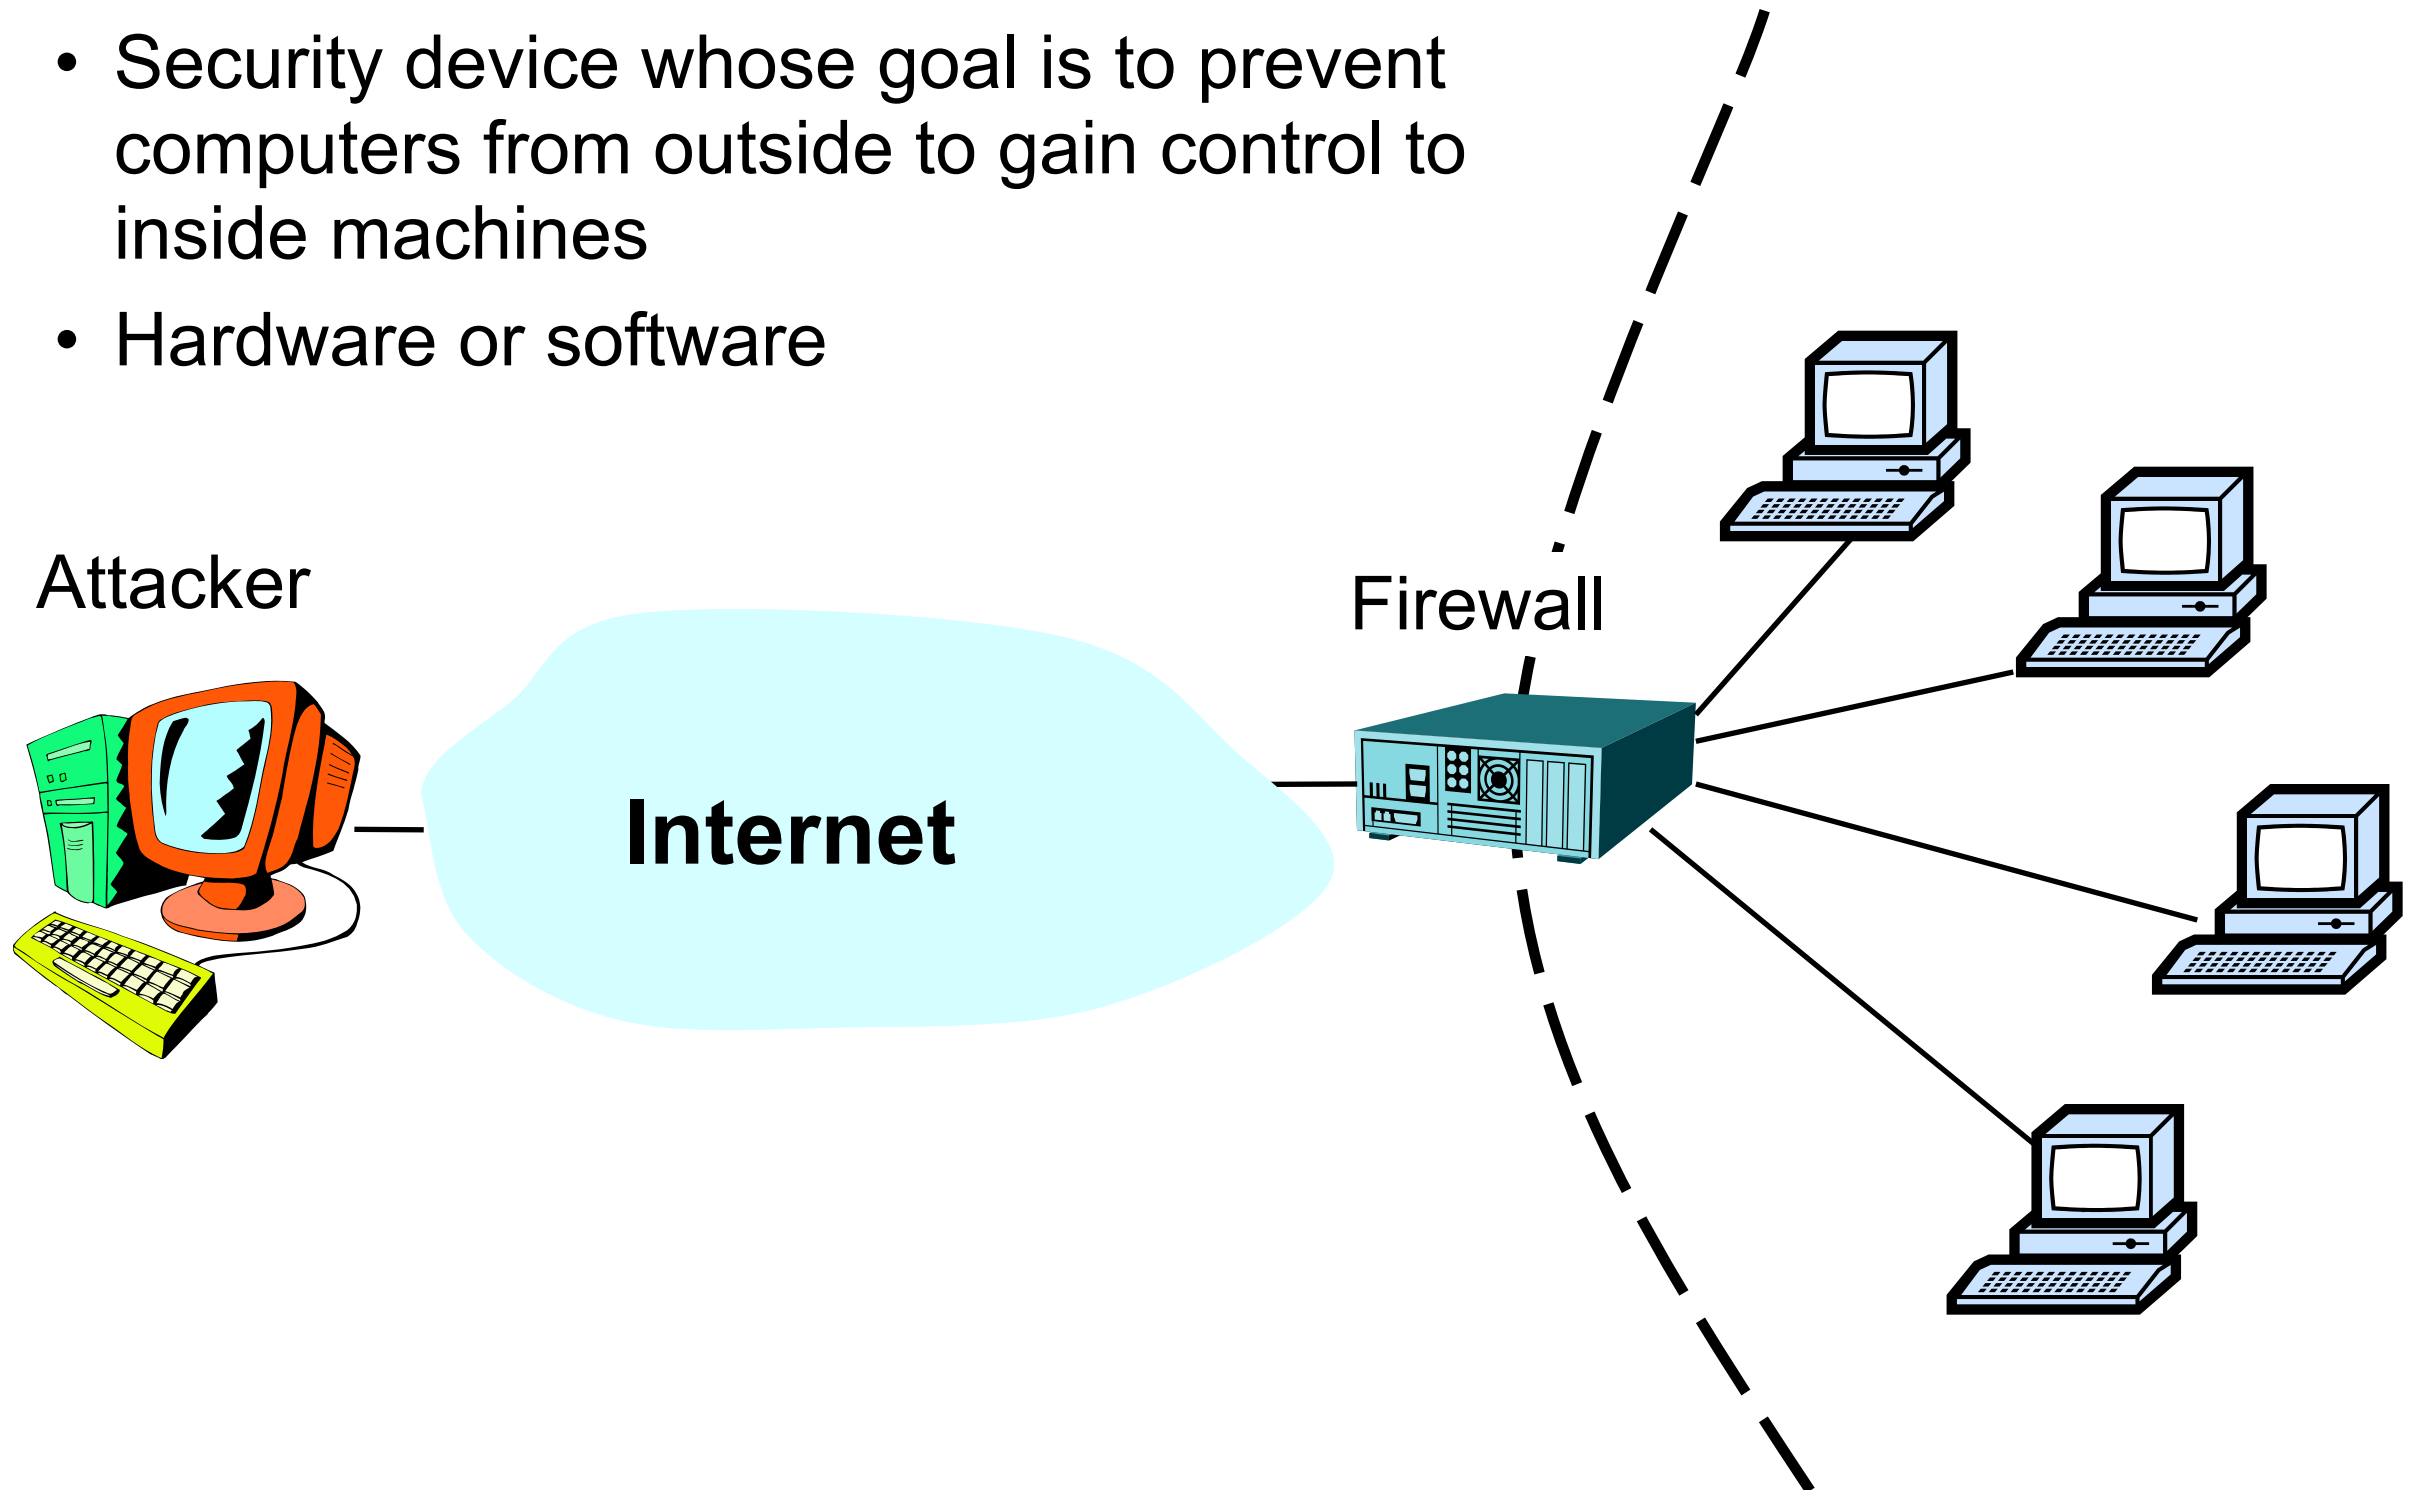 • Security device whose goal is to prevent
computers from outside to gain control to
inside machines
• Hardware or software
Attacker
Firewall
Internet